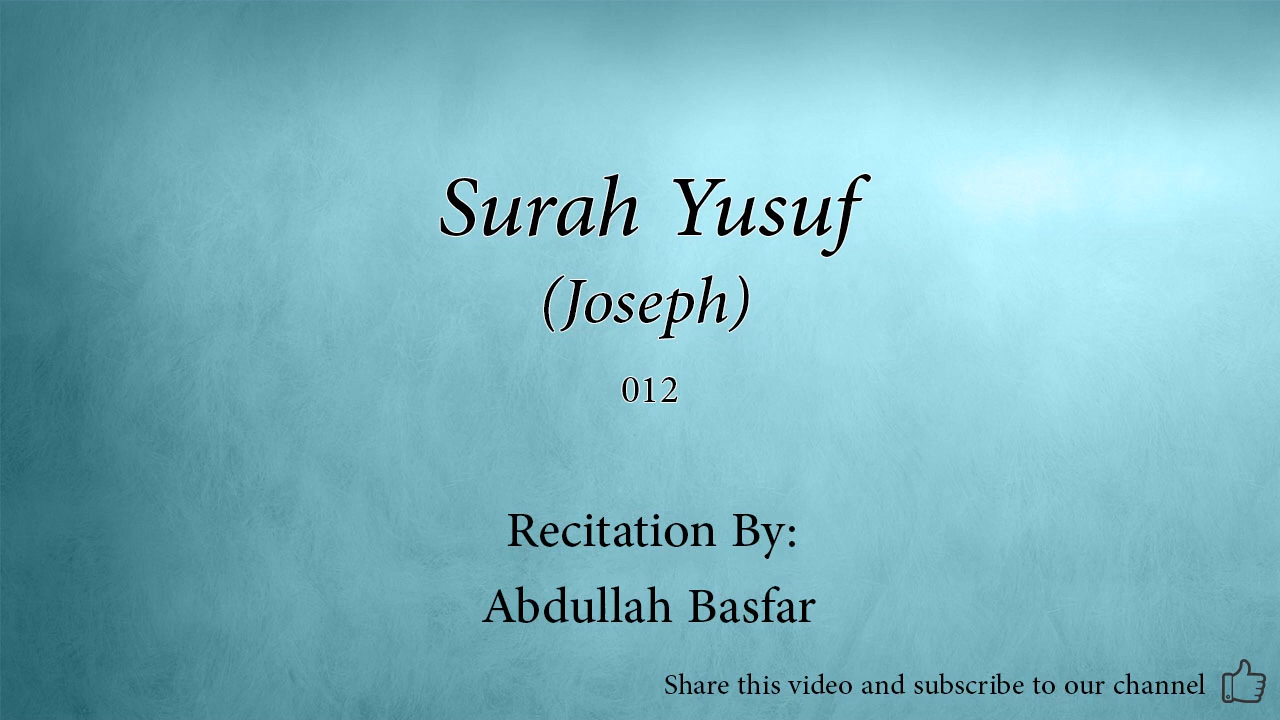 Surah Yusuf
(Joseph)
012
Recitation By:
Abdullah Basfar
Share this video and subscribe to our channel